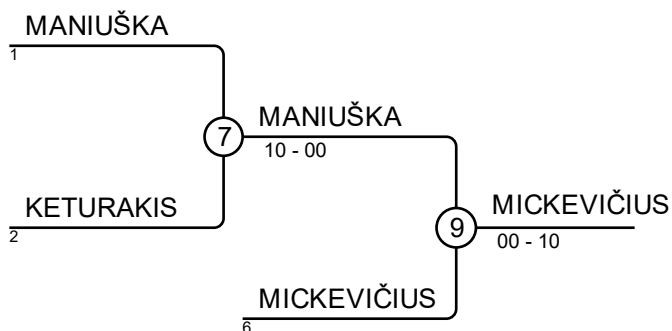 MANIUŠKA
1
7
MANIUŠKA
10 - 00
KETURAKIS
2
9
MICKEVIČIUS
00 - 10
MICKEVIČIUS
6